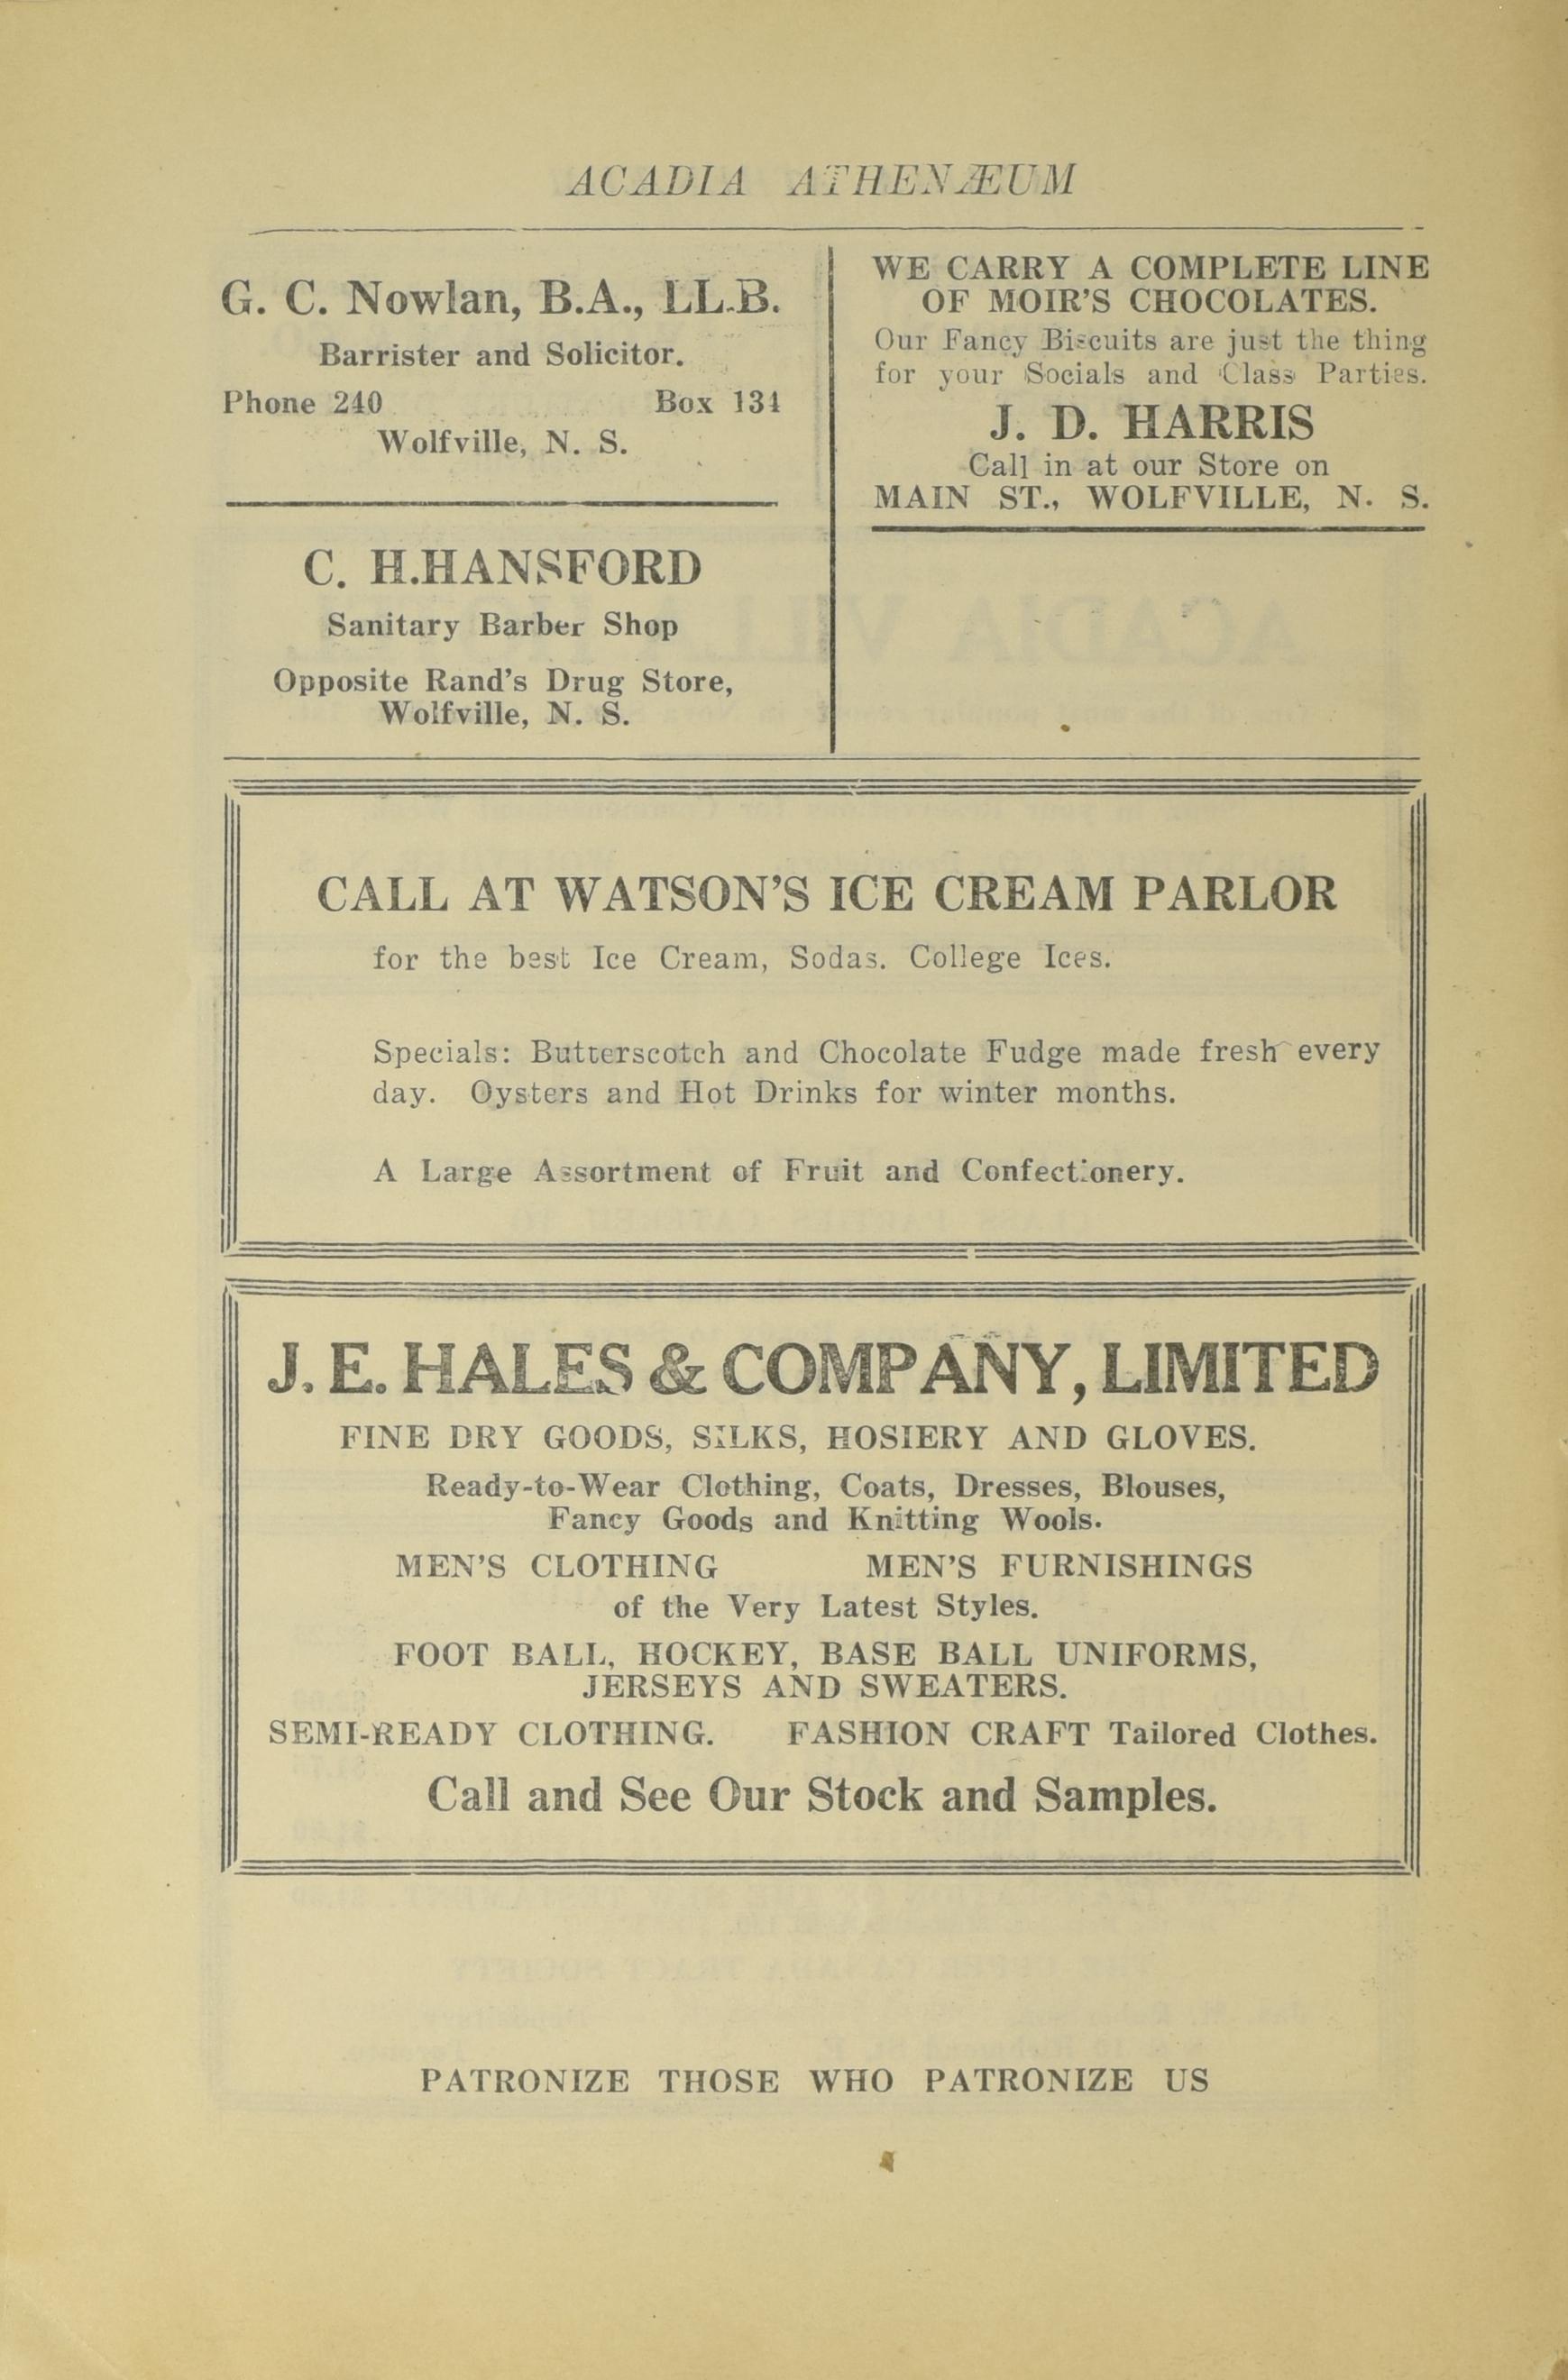 ACADIA ATHENÆUM
G. C. Nowlan, B.A., LL.B.
Barrister and Solicitor.
Phone 240 Box 134
Wolfville, N. S.
C. H.HANSFORD
Sanitary Barber Shop
Opposite Rand's Drug Store,
Wolfville, N. S.
WE CARRY A COMPLETE LINE
OF MOIR'S CHOCOLATES.
Our Fancy Biscuits are just the thing
for your Socials and Class Parties.
J. D. HARRIS
Call in at our Store on
MAIN ST., WOLFVILLE, N. S.
CALL AT WATSON'S ICE CREAM PARLOR
for the best Ice Cream, Sodas. College Ices.
Specials: Butterscotch and Chocolate Fudge made fresh every
day. Oysters and Hot Drinks for winter months.
A Large Assortment of Fruit and Confectionery.
J. E. HALES & COMPANY, LIMITED
FINE DRY GOODS, SILKS, HOSIERY AND GLOVES.
Ready-to-Wear Clothing, Coats, Dresses, Blouses,
Fancy Goods and Knitting Wools.
MEN'S CLOTHING MEN'S FURNISHINGS
of the Very Latest Styles.
FOOT BALL, HOCKEY, BASE BALL UNIFORMS,
JERSEYS AND SWEATERS.
SEMI-READY CLOTHING. FASHION CRAFT Tailored Clothes.
Call and See Our Stock and Samples.
PATRONIZE THOSE WHO PATRONIZE US